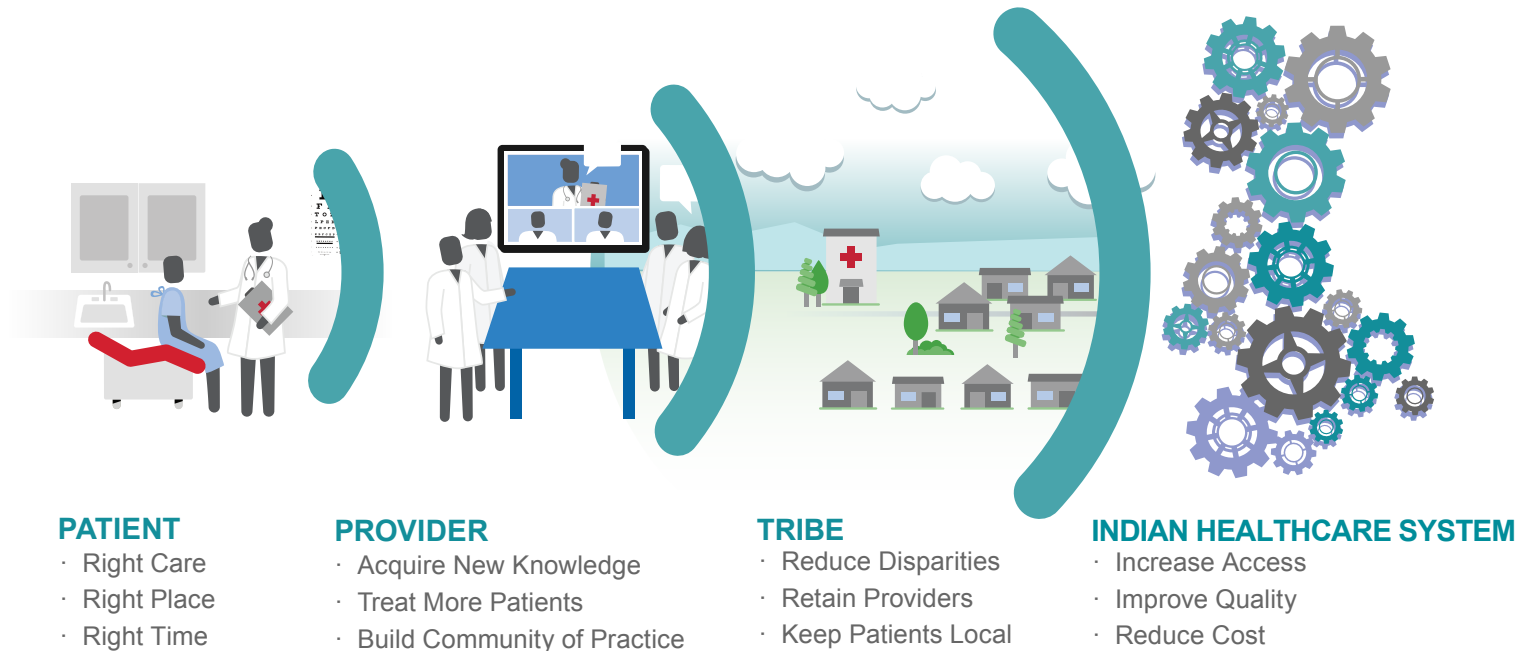 PATIENT
· Right Care
· Right Place
· Right Time
PROVIDER
· Acquire New Knowledge
· Treat More Patients
· Build Community of Practice
TRIBE
· Reduce Disparities
· Retain Providers
· Keep Patients Local
INDIAN HEALTHCARE SYSTEM
· Increase Access
· Improve Quality
· Reduce Cost